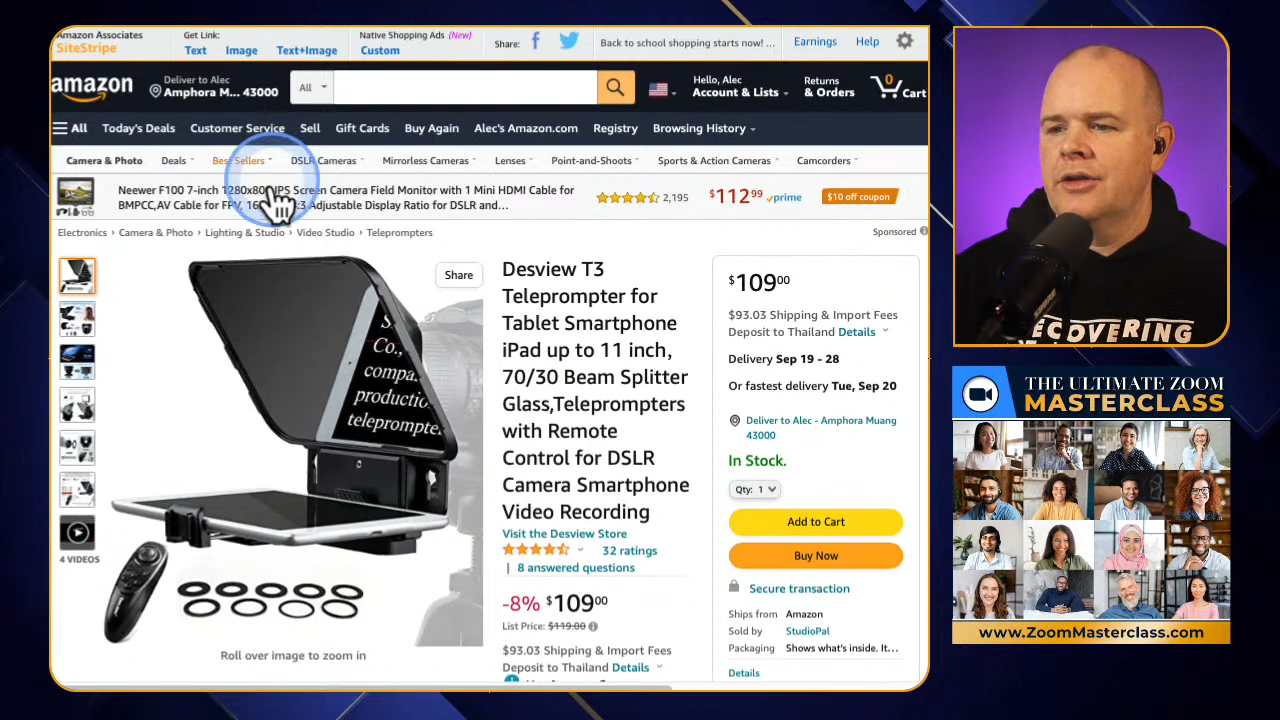 Amazon Associates
SiteStripe
Get Link:
Text Image Text+Image
Native Shopping Ads (New)
Custom
Share:
Back to school shopping starts now! ...
Earnings Help
amazon
Deliver to Alec
Amphora M... 43000
All
Hello, Alec
Account & Lists
Returns
& Orders
0
Cart
All Today's Deals Customer Service Sell Gift Cards Buy Again Alec's Amazon.com Registry Browsing History
Camera & Photo Deals Best Sellers DSLR Cameras Mirrorless Cameras Lenses Point-and-Shoots Sports & Action Cameras Camcorders
Neewer F100 7-inch IPS Screen Camera Field Monitor with 1 Mini HDMI Cable for
BMPCC,AV Cable for FPV, Adjustable Display Ratio for DSLR and...
2,195
$112.99 prime
$10 off coupon
Electronics › Camera & Photo › Lighting & Studio › Video Studio › Teleprompters
Sponsored
Share
Co.,
compa
productio
teleprompter
4 VIDEOS
Roll over image to zoom in
Desview T3
Teleprompter for
Tablet Smartphone
iPad up to 11 inch,
70/30 Beam Splitter
Glass,Teleprompters
with Remote
Control for DSLR
Camera Smartphone
Video Recording
Visit the Desview Store
32 ratings
| 8 answered questions
-8% $109.00
List Price: $119.00
$93.03 Shipping & Import Fees
Deposit to Thailand Details
$109.00
$93.03 Shipping & Import Fees
Deposit to Thailand Details
Delivery Sep 19 - 28
Or fastest delivery Tue, Sep 20
Deliver to Alec - Amphora Muang
43000
In Stock.
Qty: 1
Add to Cart
Buy Now
Secure transaction
Ships from Amazon
Sold by StudioPal
Packaging Shows what's inside. It...
Details
ECOVERING
THE ULTIMATE ZOOM
MASTERCLASS
www.ZoomMasterclass.com